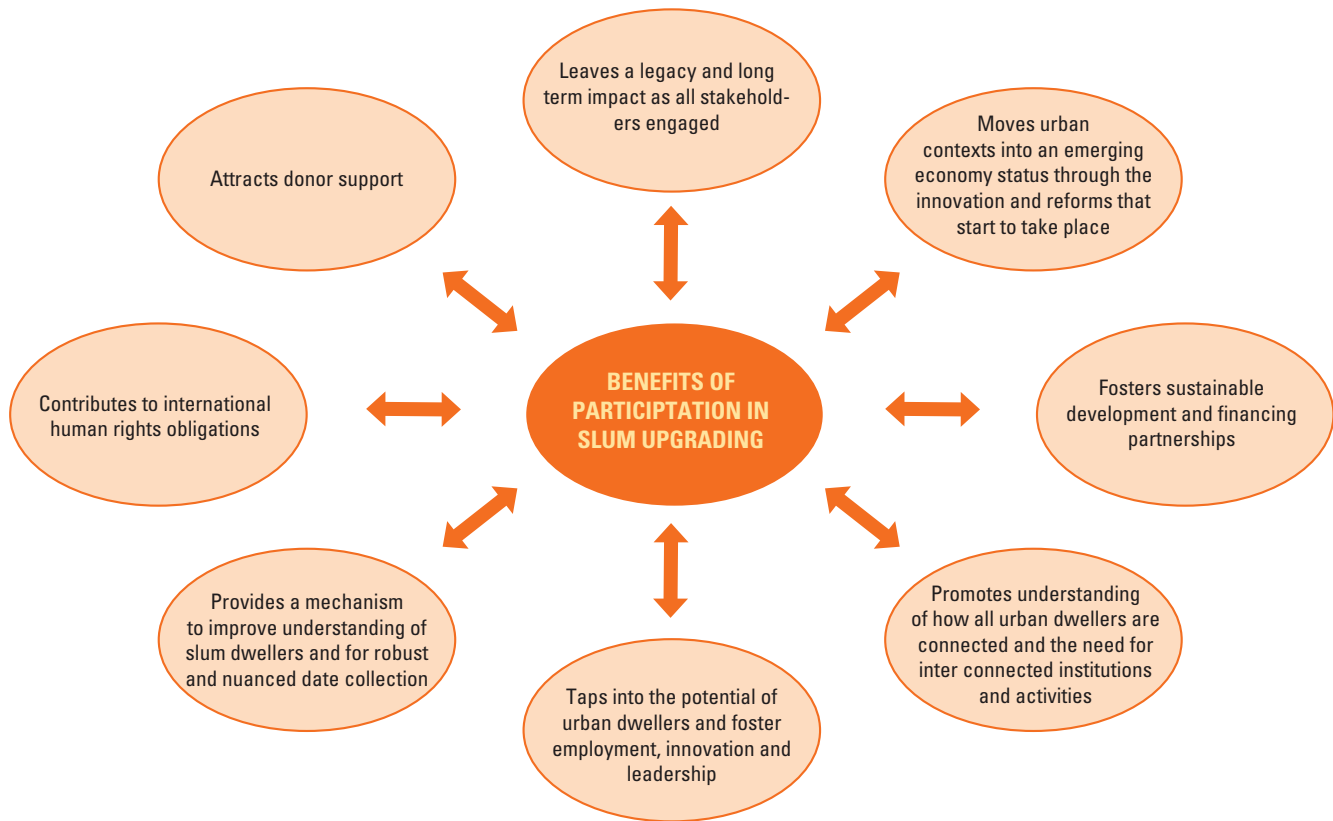 Leaves a legacy and long
term impact as all stakehold-
ers engaged
Moves urban
contexts into an emerging
economy status through the
innovation and reforms that
start to take place
Attracts donor support
BENEFITS OF
PARTICIPTATION IN
SLUM UPGRADING
Fosters sustainable
development and financing
partnerships
Contributes to international
human rights obligations
Promotes understanding
of how all urban dwellers are
connected and the need for
inter connected institutions
and activities
Provides a mechanism
to improve understanding of
slum dwellers and for robust
and nuanced date collection
Taps into the potential of
urban dwellers and foster
employment, innovation and
leadership